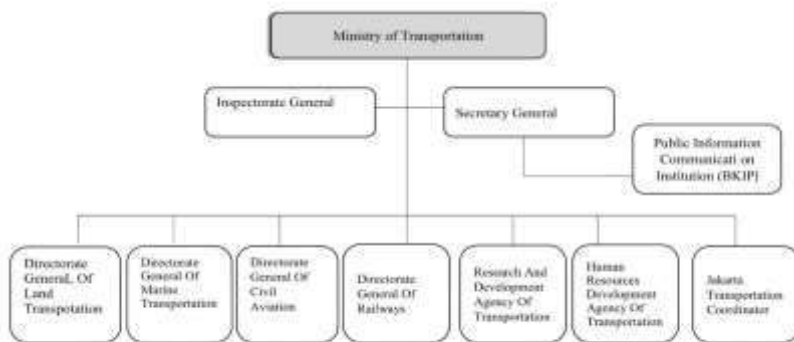 Ministry of Transportation
Inspectorate General
Secretary General
Public Information
Communicati on
Institution (BKIP)
Directorate
General, Of
Land
Transpotation
Directorate
General Of
Marine
Transportation
Directorate
General Of
Civil
Aviation
Directorate
General Of
Railways
Research And
Development
Agency Of
Transportation
Human
Resources
Development
Agency Of
Transportation
Jakarta
Transportation
Coordinator